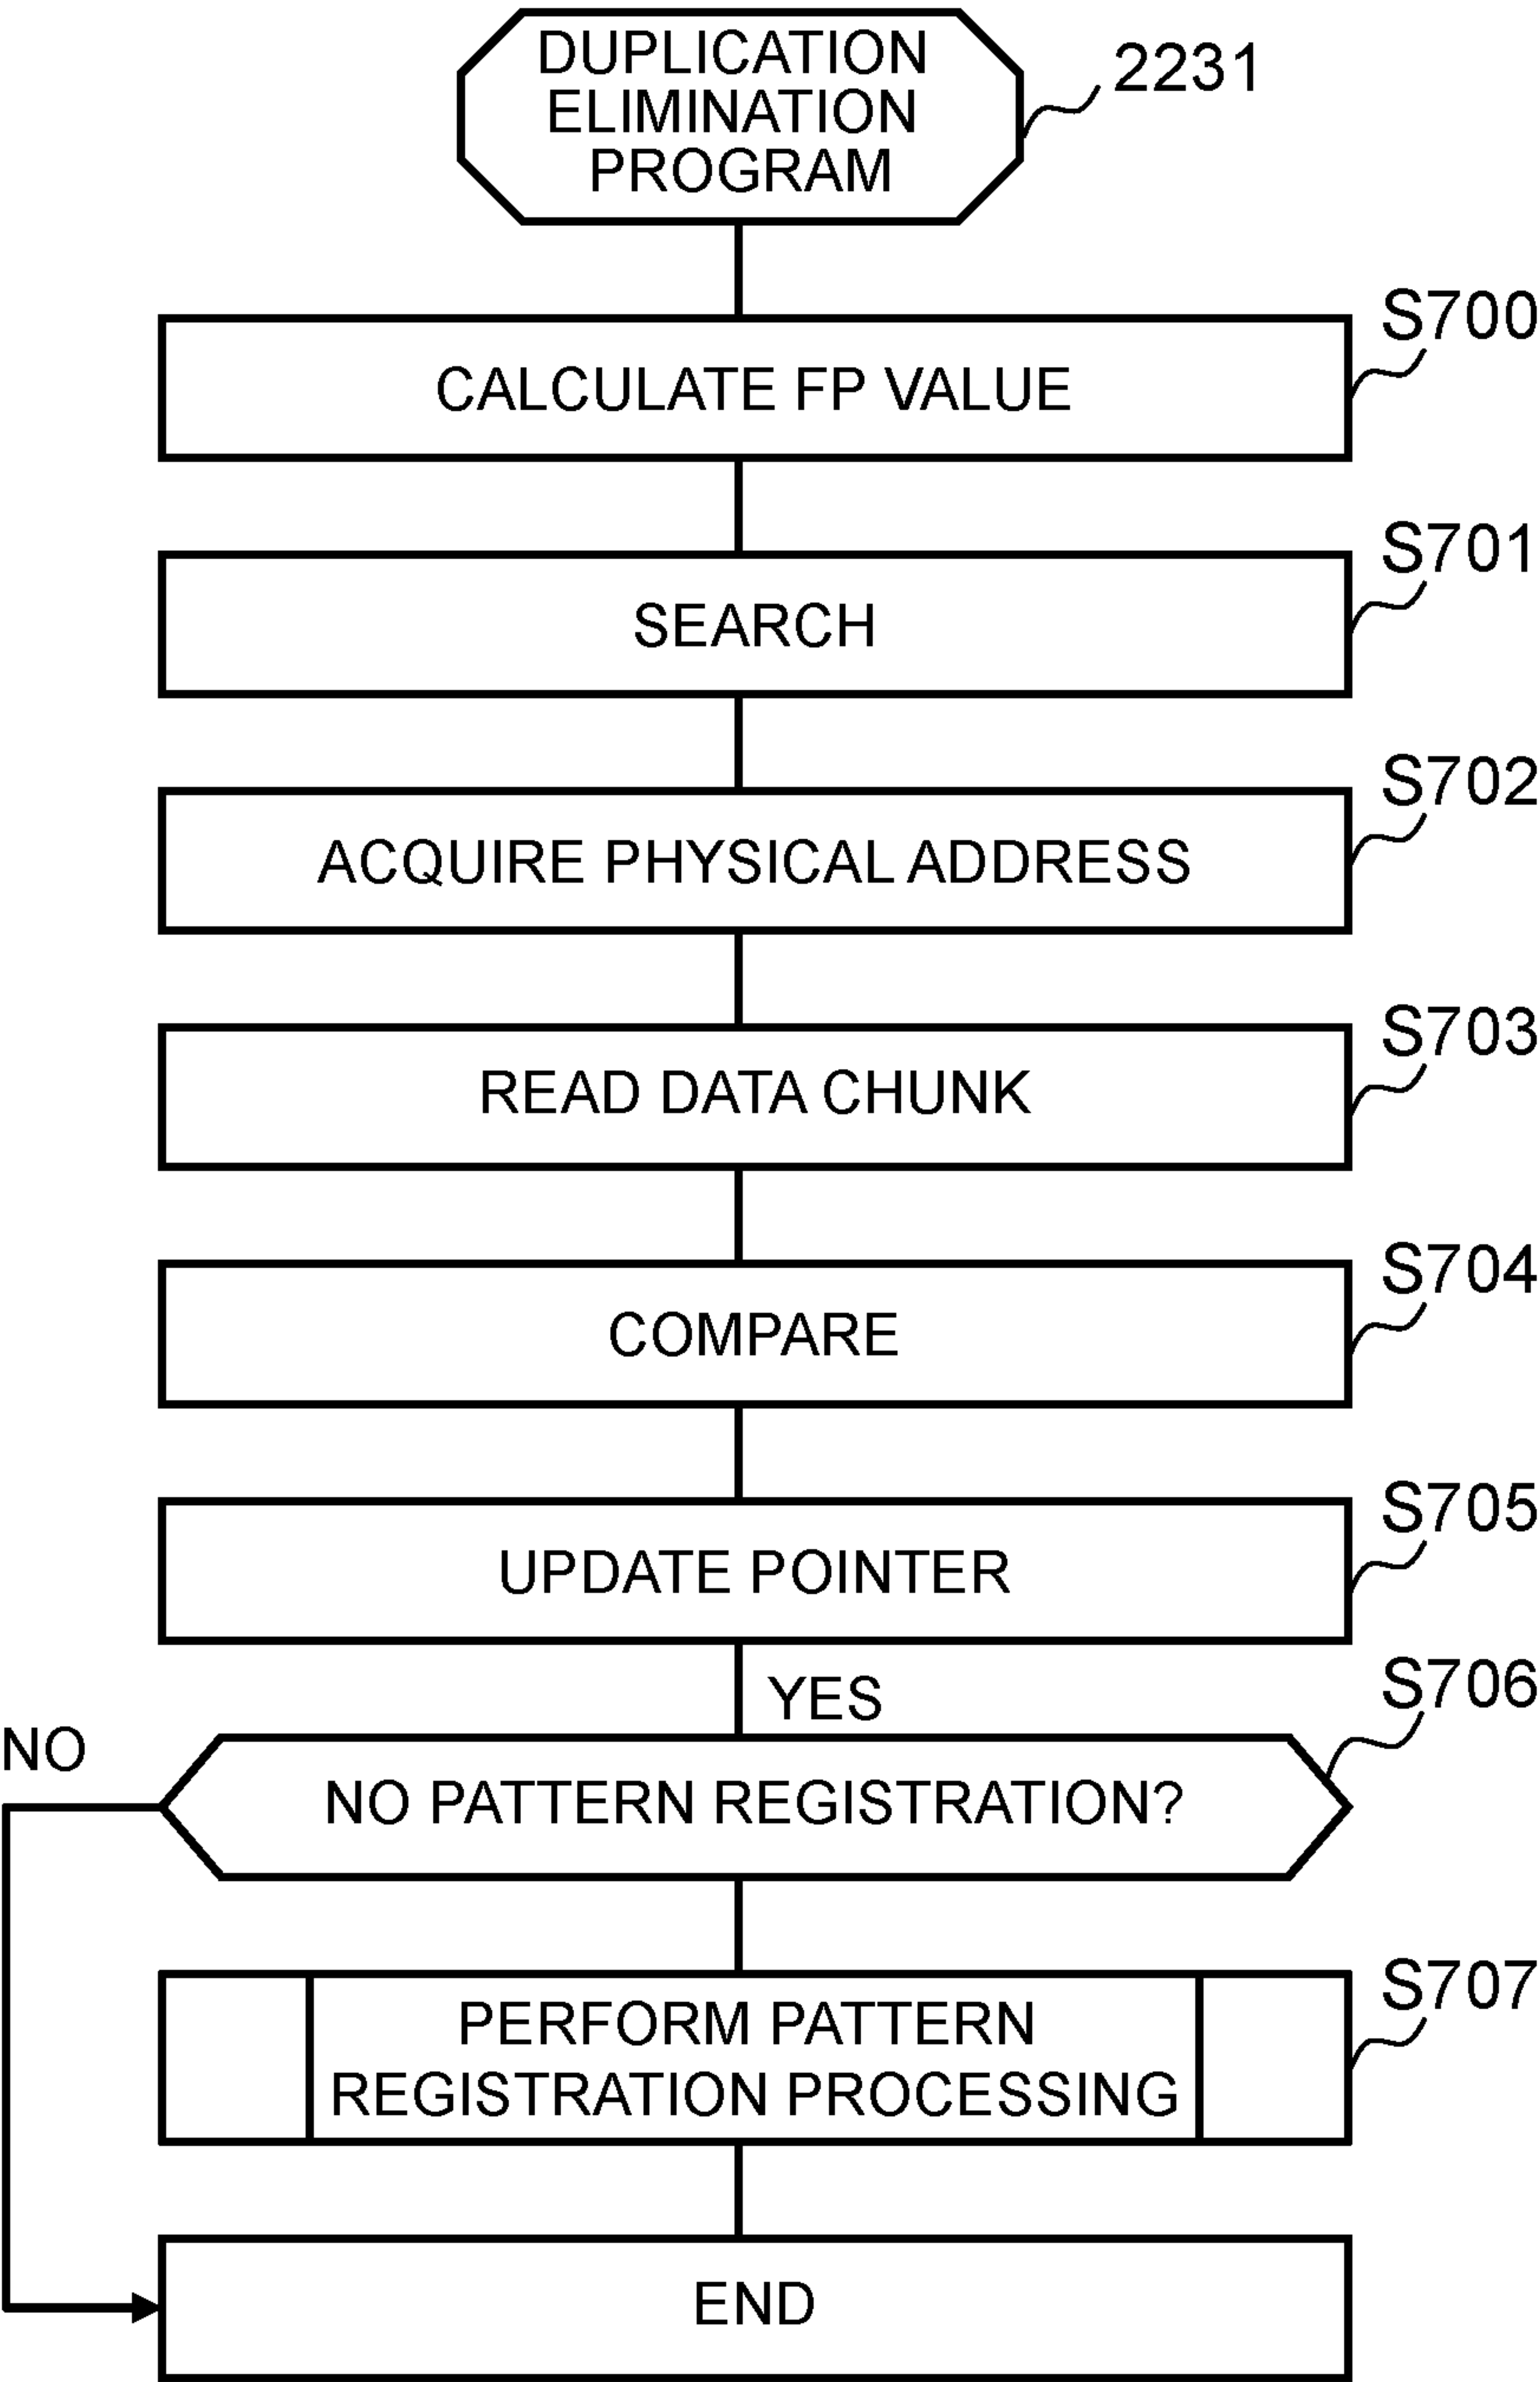 DUPLICATION
ELIMINATION
PROGRAM
2231
S700
CALCULATE FP VALUE
S701
SEARCH
S702
ACQUIRE PHYSICAL ADDRESS
S703
READ DATA CHUNK
S704
COMPARE
S705
UPDATE POINTER
YES
S706
NO
NO PATTERN REGISTRATION?
S707
PERFORM PATTERN
REGISTRATION PROCESSING
END